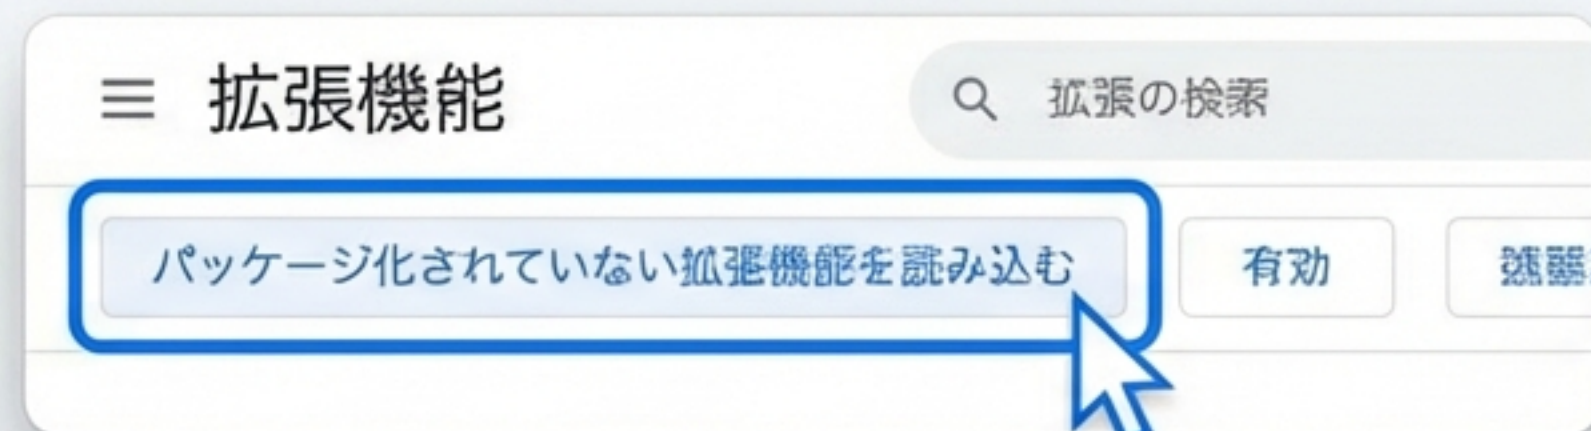 拡張機能
拡張の検索
パッケージ化されていない拡張機能を読み込む
有効